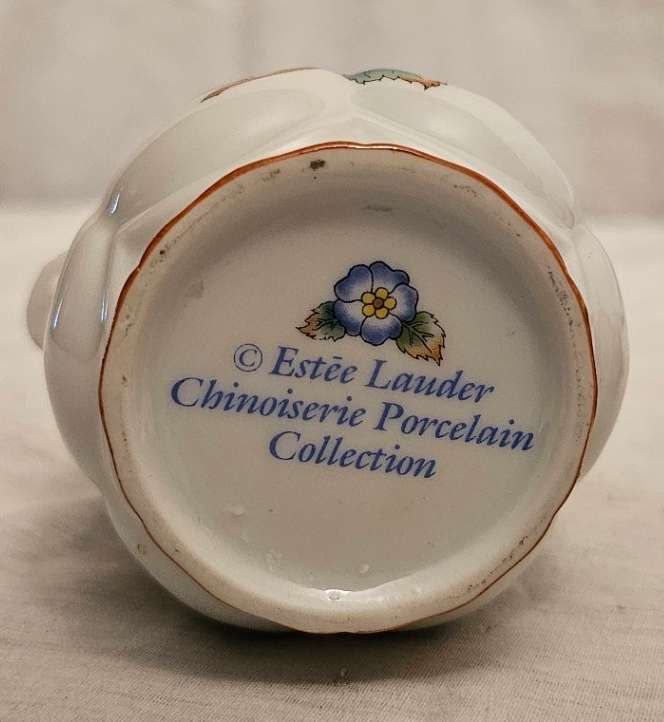 © Estēe Lauder
Chinoiserie Porcelain
Collection